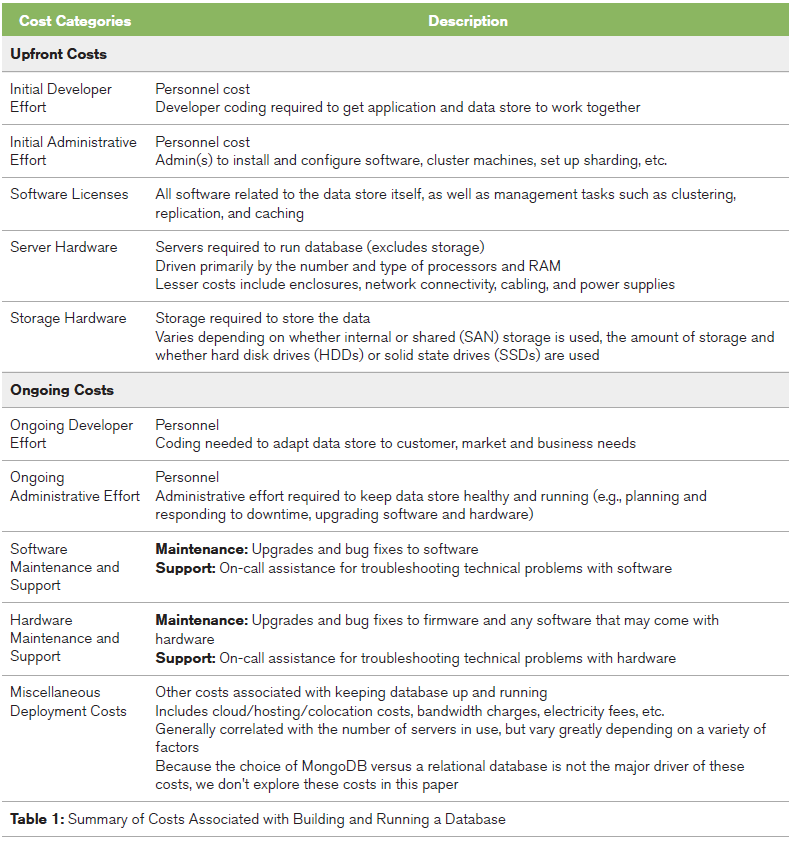 Cost Categories Description
Upfront Costs
Initial Developer Effort
Personnel cost
Developer coding required to get application and data store to work together
Initial Administrative Effort
Personnel cost
Admin(s) to install and configure software, cluster machines, set up sharding, etc.
Software Licenses
All software related to the data store itself, as well as management tasks such as clustering,
replication, and caching
Server Hardware
Servers required to run database (excludes storage)
Driven primarily by the number and type of processors and RAM
Lesser costs include enclosures, network connectivity, cabling, and power supplies
Storage Hardware
Storage required to store the data
Varies depending on whether internal or shared (SAN) storage is used, the amount of storage and
whether hard disk drives (HDDs) or solid state drives (SSDs) are used
Ongoing Costs
Ongoing Developer
Effort
Personnel
Coding needed to adapt data store to customer, market and business needs
Ongoing
Administrative Effort
Personnel
Administrative effort required to keep data store healthy and running (e.g., planning and
responding to downtime, upgrading software and hardware)
Software
Maintenance and
Support
Maintenance: Upgrades and bug fixes to software
Support: On-call assistance for troubleshooting technical problems with software
Hardware
Maintenance and
Support
Maintenance: Upgrades and bug fixes to firmware and any software that may come with
hardware
Support: On-call assistance for troubleshooting technical problems with hardware
Miscellaneous
Deployment Costs
Other costs associated with keeping database up and running
Includes cloud/hosting/colocation costs, bandwidth charges, electricity fees, etc.
Generally correlated with the number of servers in use, but vary greatly depending on a variety of
factors
Because the choice of MongoDB versus a relational database is not the major driver of these
costs, we don't explore these costs in this paper
Table 1: Summary of Costs Associated with Building and Running a Database